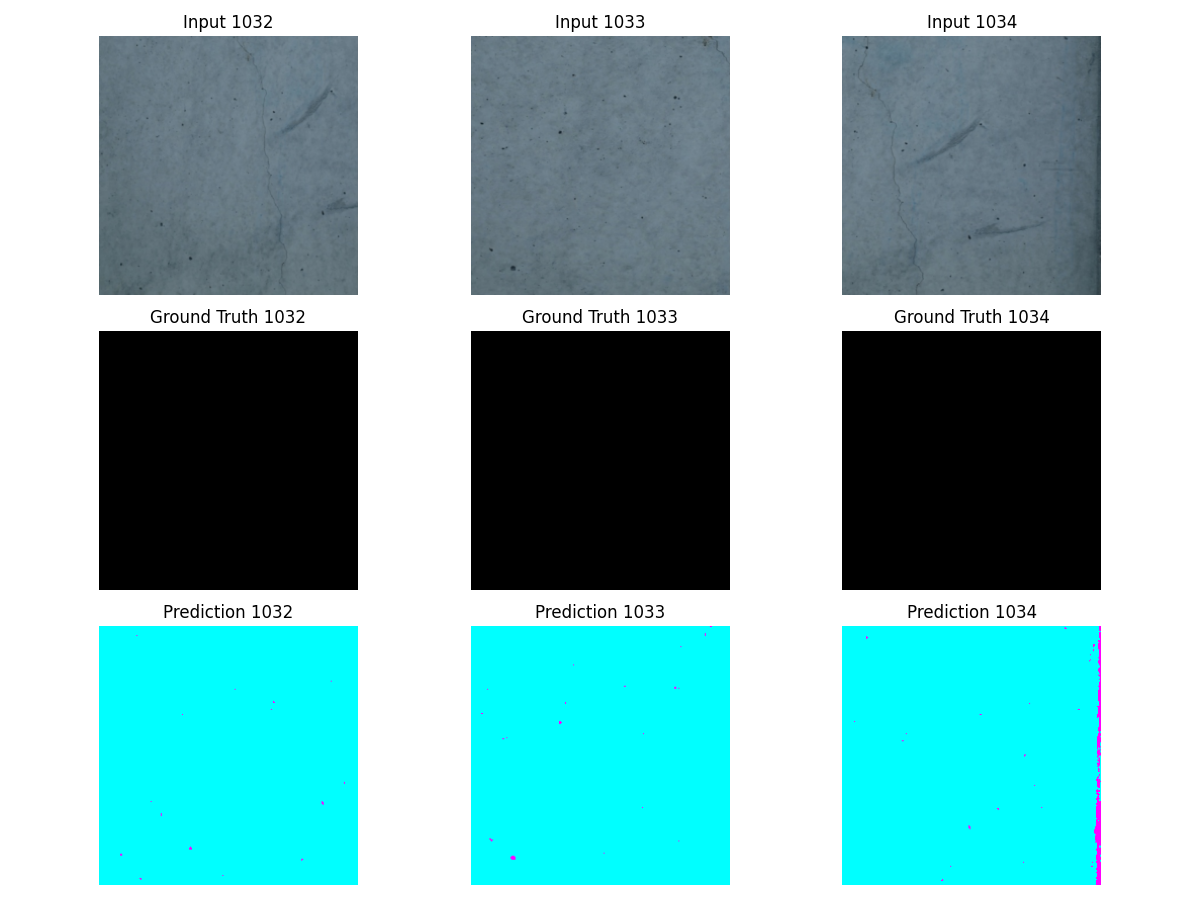 Input 1032
Input 1033
Input 1034
Ground Truth 1032
Ground Truth 1033
Ground Truth 1034
Prediction 1032
Prediction 1033
Prediction 1034